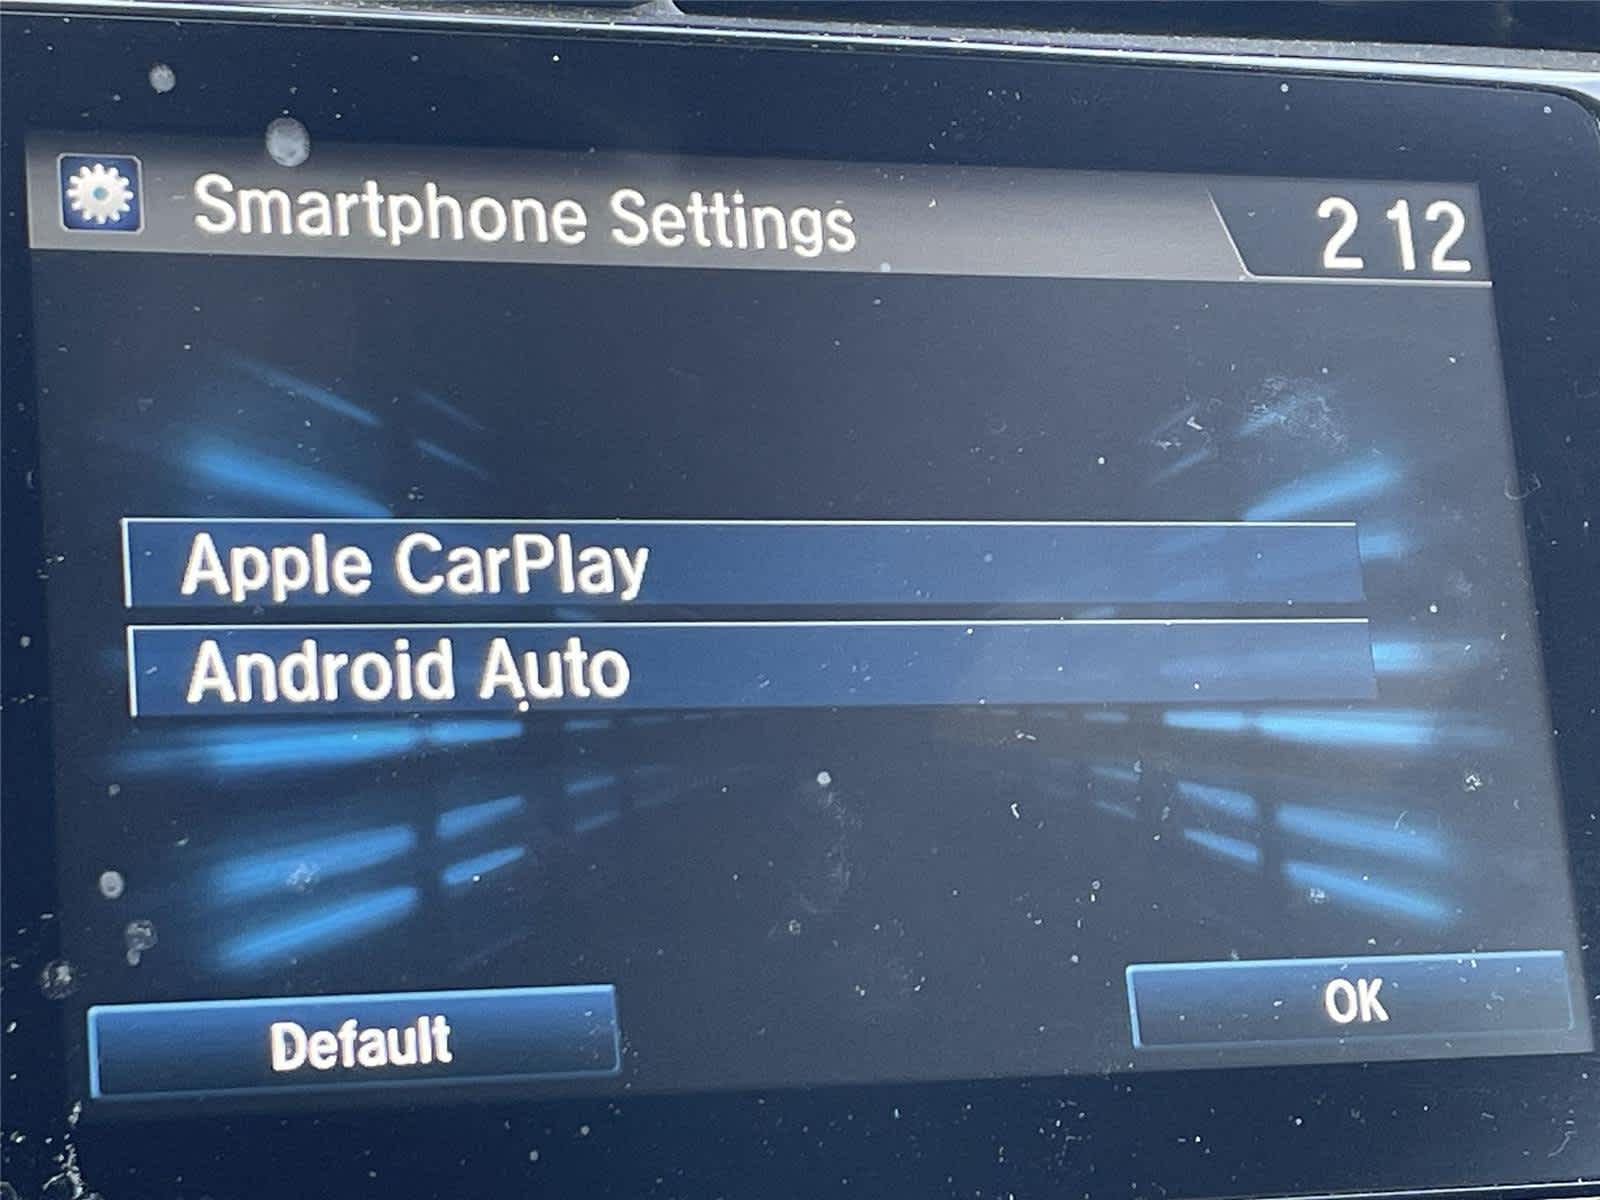 Smartphone Settings
2 12
Apple CarPlay
Android Auto
Default
OK